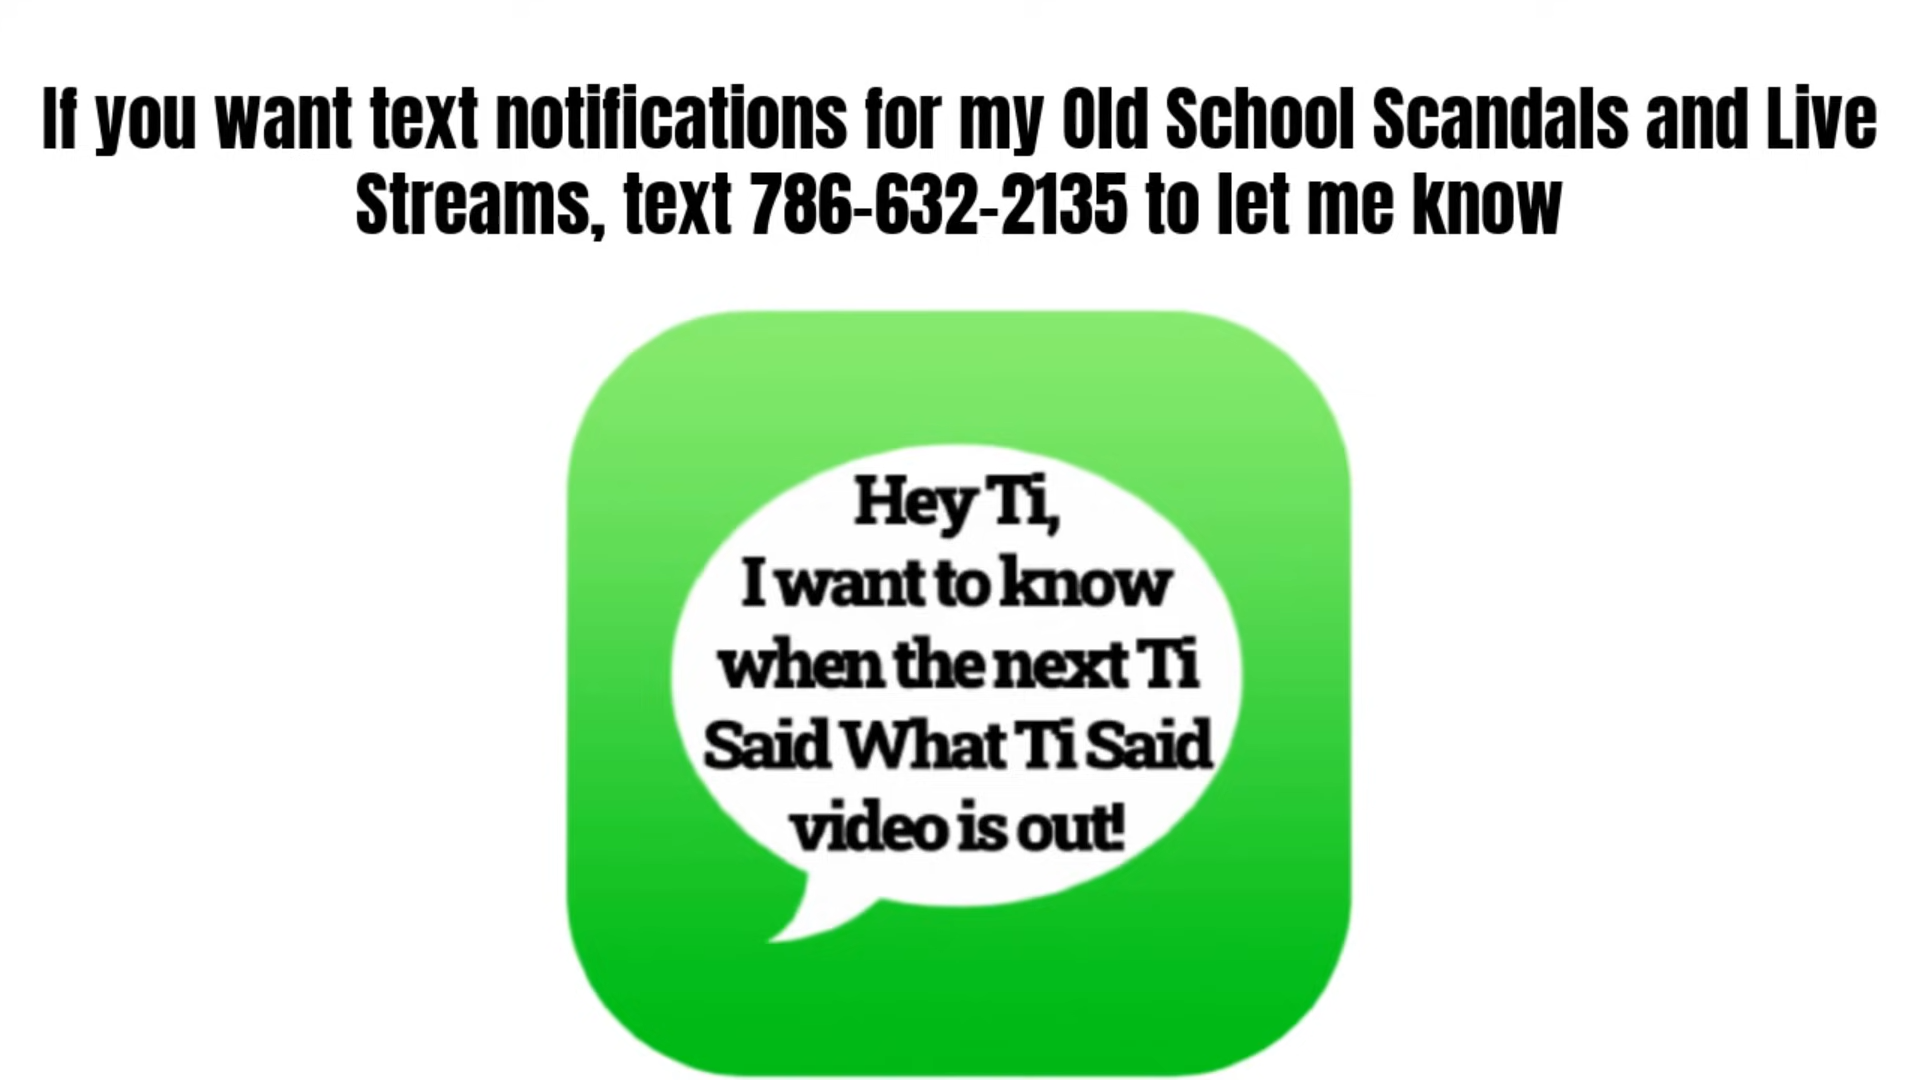 If you want text notifications for my Old School Scandals and Live
Streams, text 786-632-2135 to let me know
Hey Ti,
I want to know
when the next Ti
Said What Ti Said
video is out!